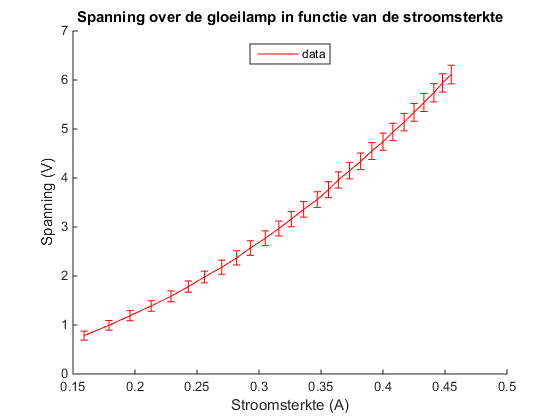 Spanning over de gloeilamp in functie van de stroomsterkte
data
7
6
5
4
3
2
1
0
Spanning (V)
0.15 0.2 0.25 0.3 0.35 0.4 0.45 0.5
Stroomsterkte (A)